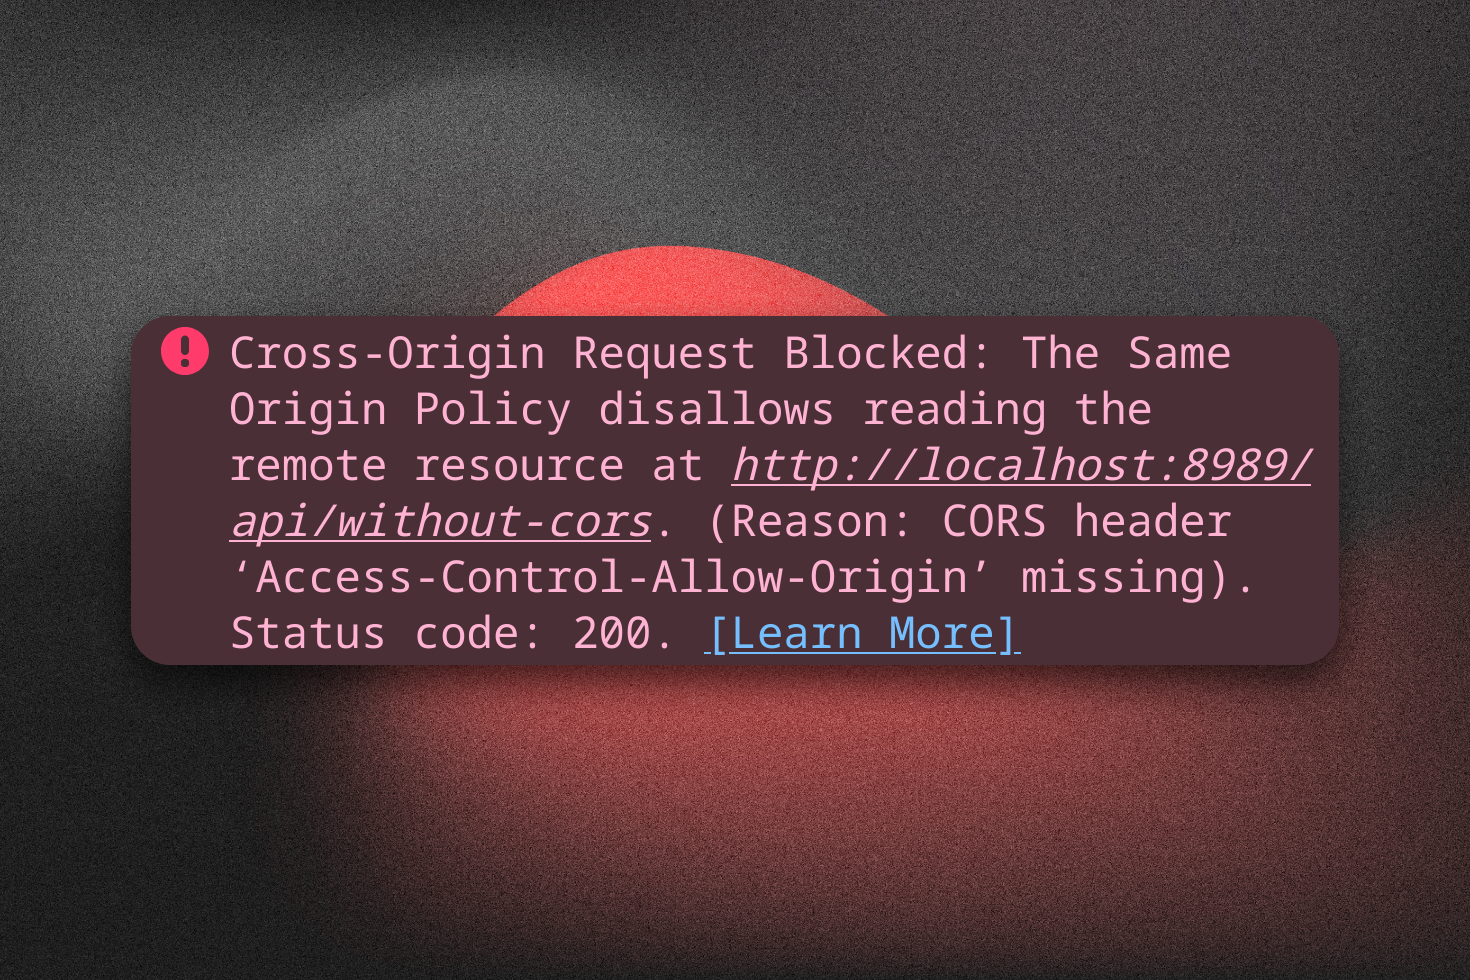 Cross-Origin Request Blocked: The Same
Origin Policy disallows reading the
remote resource at http://localhost:8989/
api/without-cors. (Reason: CORS header
‘Access-Control-Allow-Origin’ missing).
Status code: 200. [Learn More]